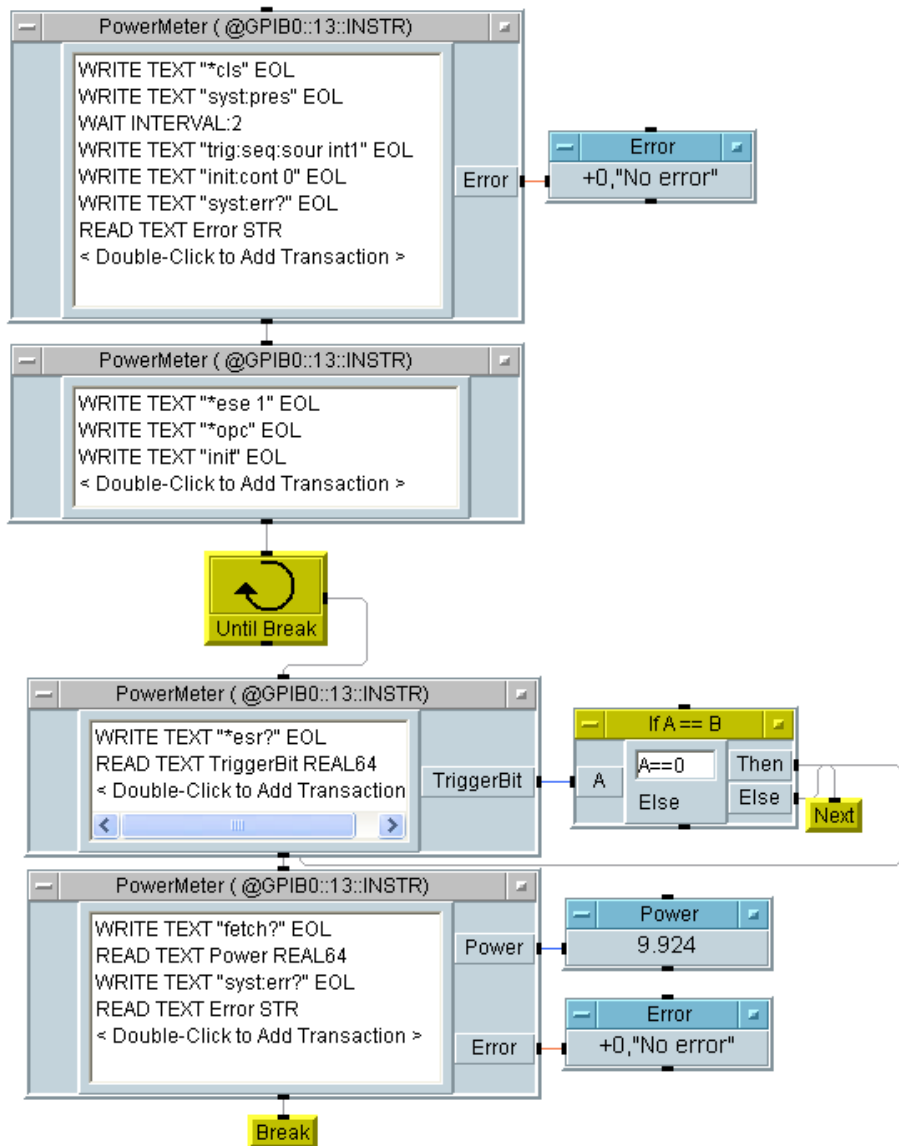 PowerMeter ( @GPIB0::13::INSTR)
WRITE TEXT "*cls" EOL
WRITE TEXT "syst:pres" EOL
WAIT INTERVAL:2
WRITE TEXT "trig:seq:sour int1" EOL
WRITE TEXT "init:cont 0" EOL
WRITE TEXT "syst:err?" EOL
READ TEXT Error STR
< Double-Click to Add Transaction >
Error
Error
+0,"No error"
PowerMeter ( @GPIB0::13::INSTR)
WRITE TEXT "*ese 1" EOL
WRITE TEXT "*opc" EOL
WRITE TEXT "init" EOL
< Double-Click to Add Transaction >
Until Break
PowerMeter ( @GPIB0::13::INSTR)
WRITE TEXT "*esr?" EOL
READ TEXT TriggerBit REAL64
< Double-Click to Add Transaction
TriggerBit
If A == B
A
A==0
Else
Then
Else
Next
PowerMeter ( @GPIB0::13::INSTR)
WRITE TEXT "fetch?" EOL
READ TEXT Power REAL64
WRITE TEXT "syst:err?" EOL
READ TEXT Error STR
< Double-Click to Add Transaction >
Power
Error
Power
9.924
Error
+0,"No error"
Break